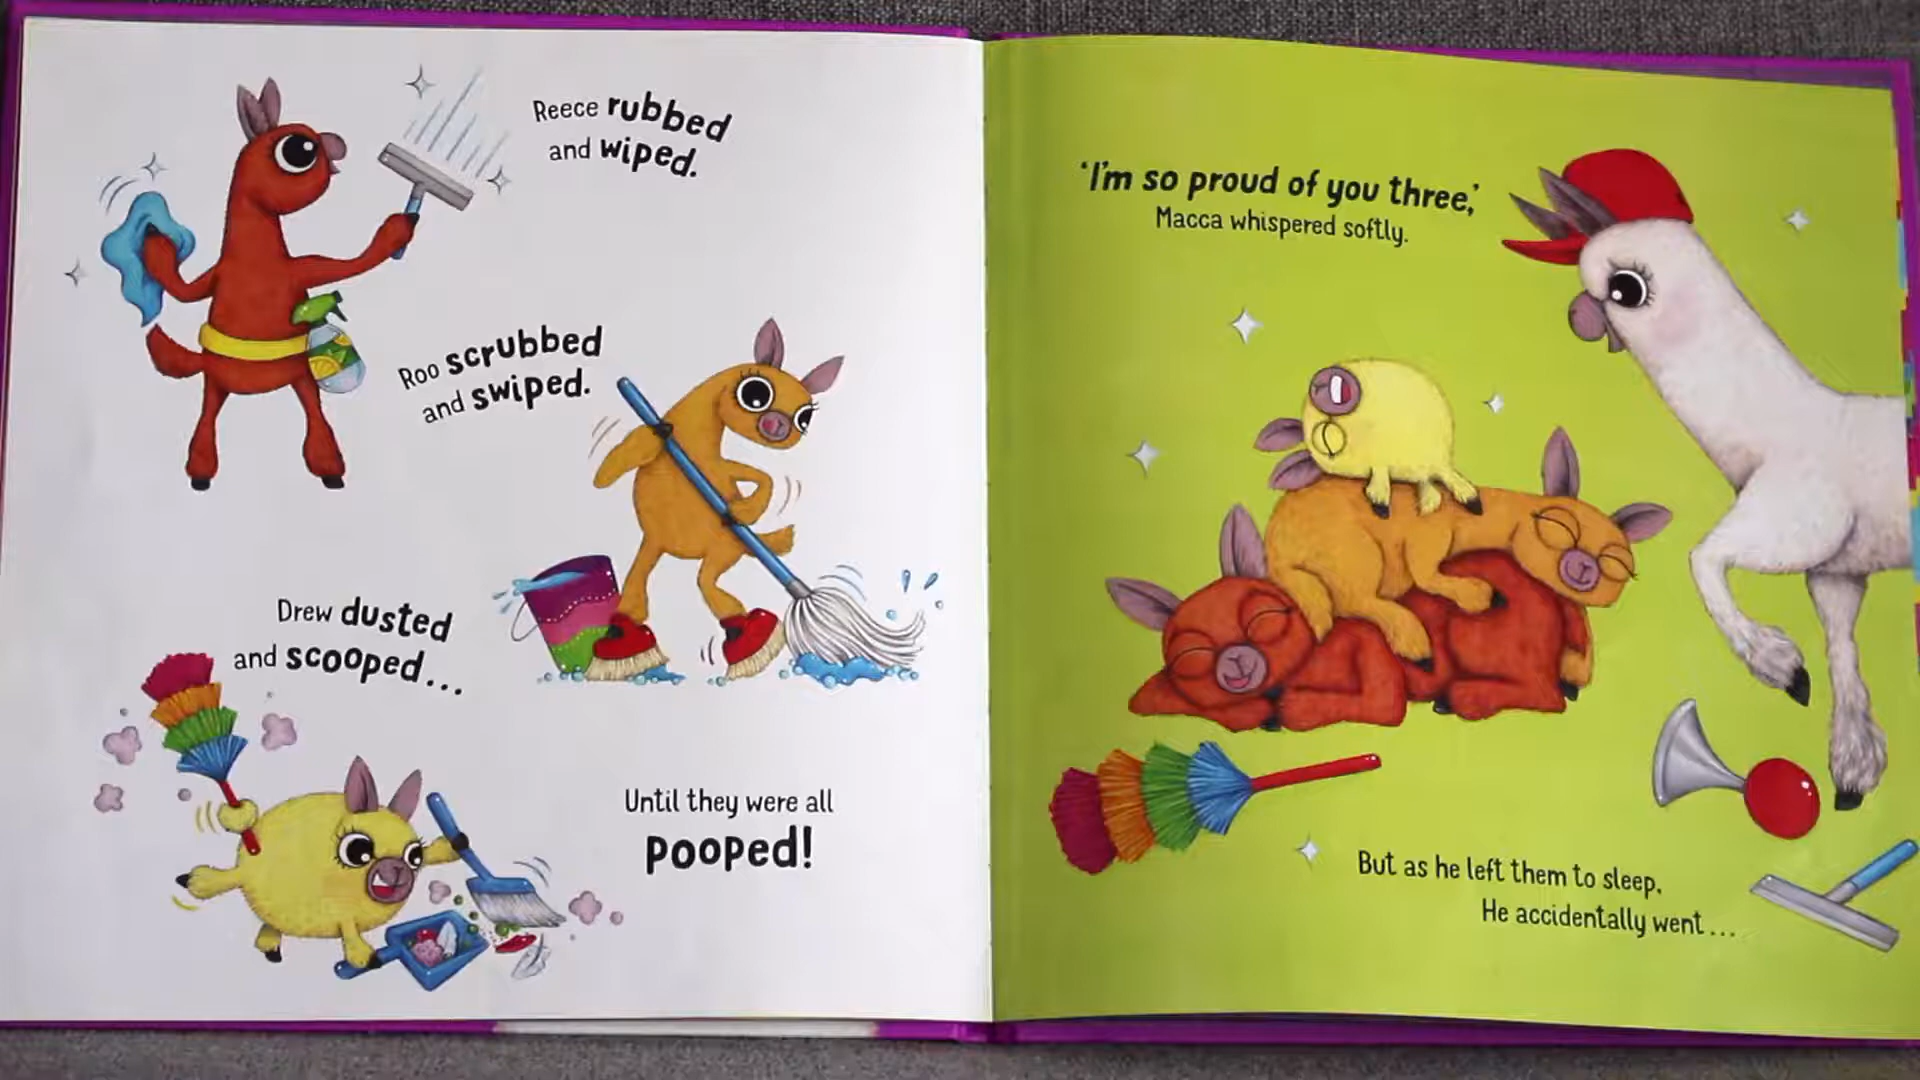 Reece rubbed
and wiped.
Roo scrubbed
and swiped.
Drew dusted
and scooped...
Until they were all
pooped!
‘I'm so proud of you three,’
Macca whispered softly.
But as he left them to sleep,
He accidentally went...